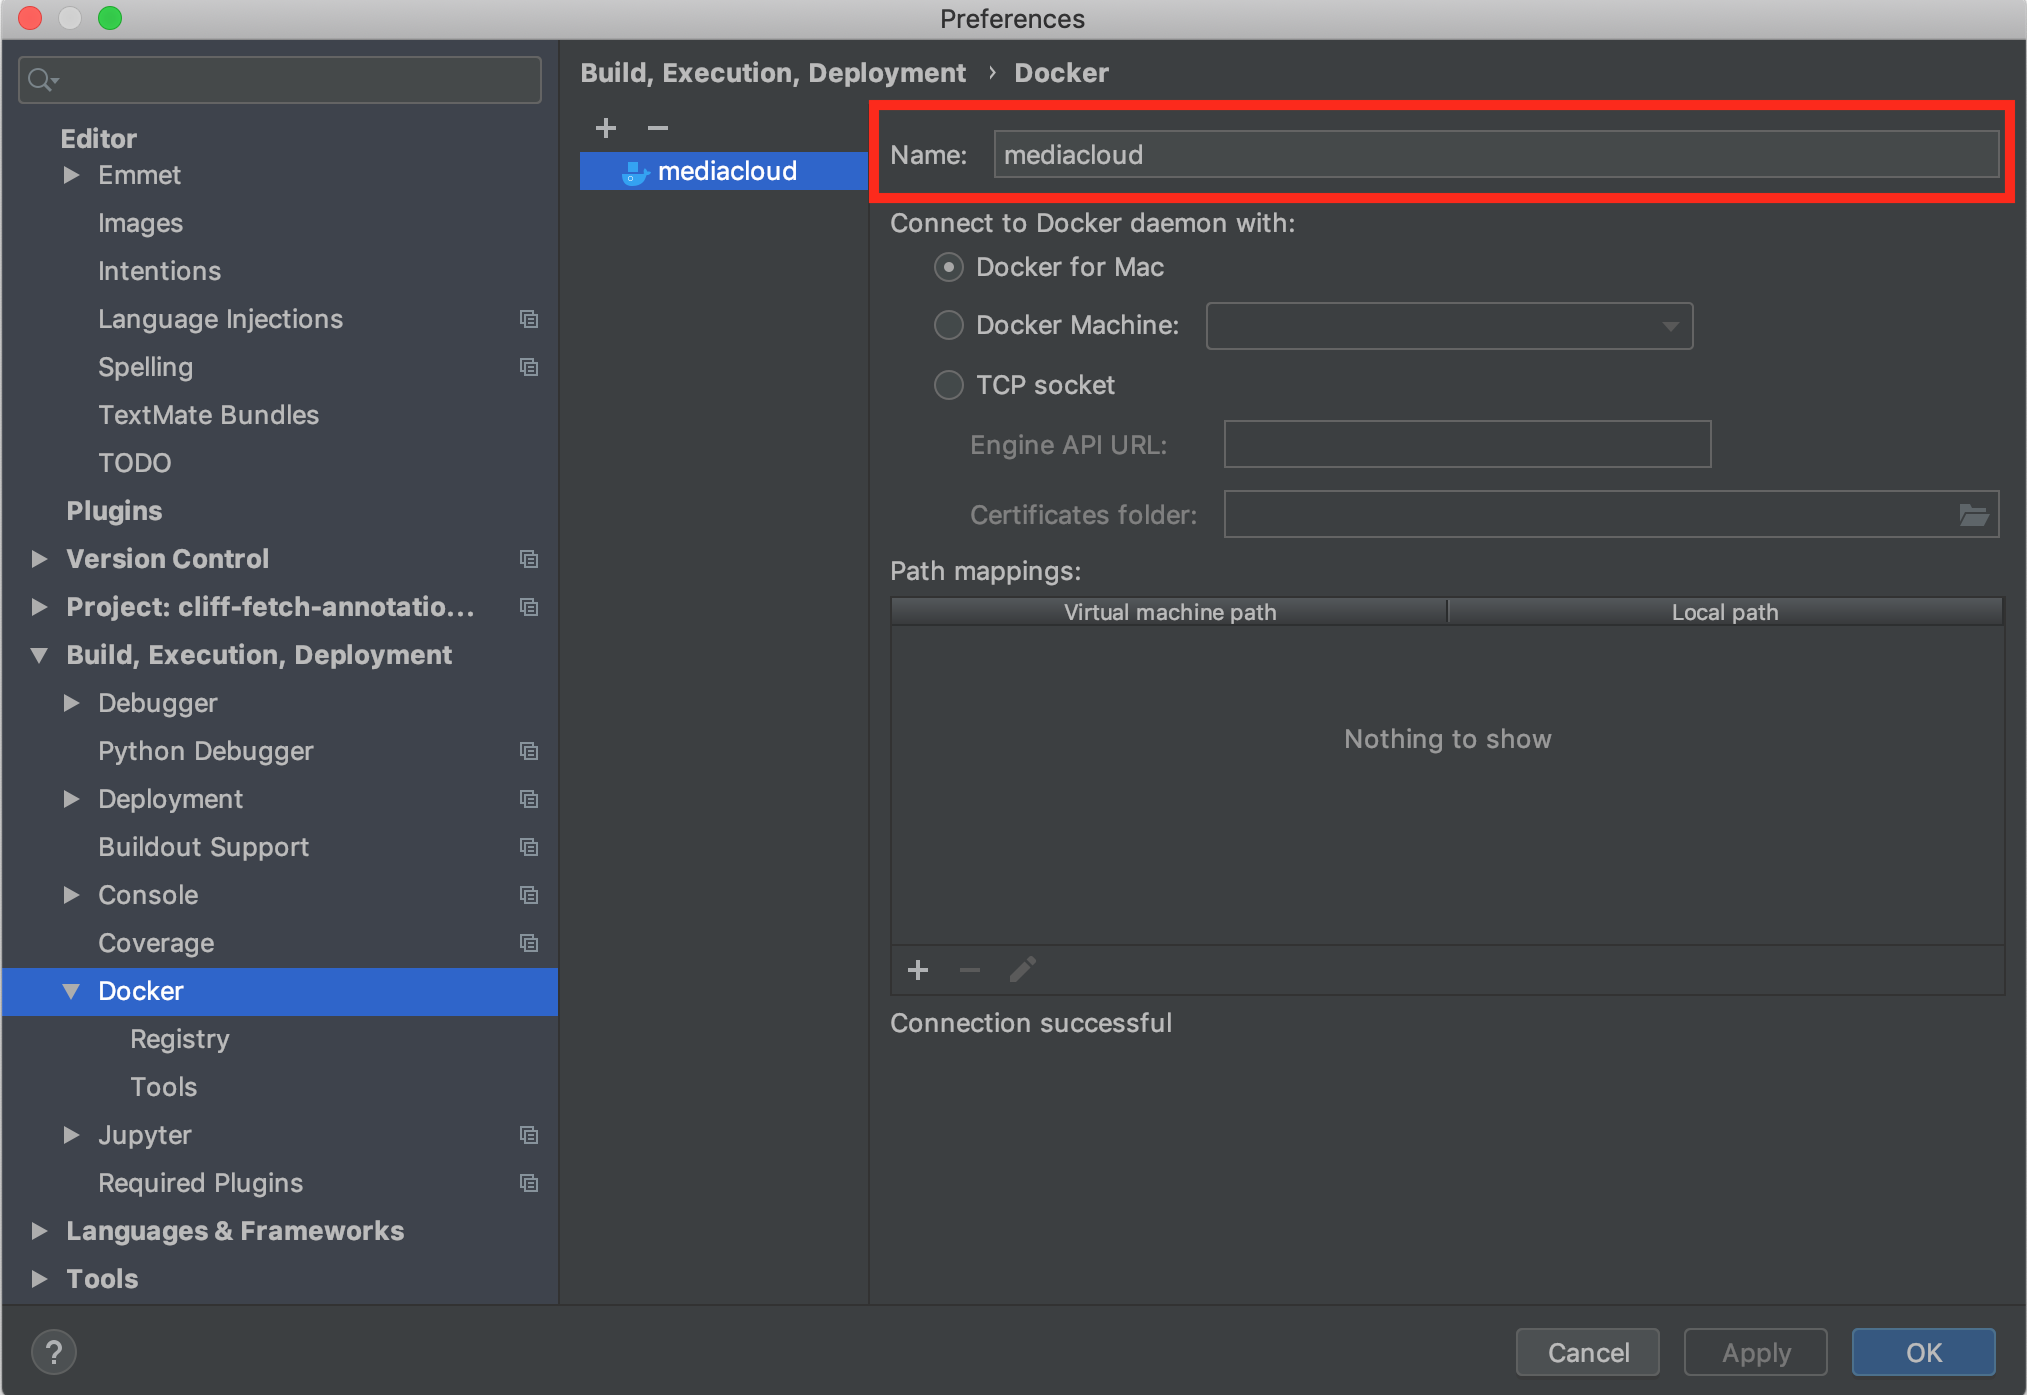 Preferences
Editor
Emmet
Images
Intentions
Language Injections
Spelling
TextMate Bundles
TODO
Plugins
Version Control
Project: cliff-fetch-annotatio...
Build, Execution, Deployment
Debugger
Python Debugger
Deployment
Buildout Support
Console
Coverage
Docker
Registry
Tools
Jupyter
Required Plugins
Languages & Frameworks
Tools
Build, Execution, Deployment › Docker
mediacloud
Name: mediacloud
Connect to Docker daemon with:
Docker for Mac
Docker Machine:
TCP socket
Engine API URL:
Certificates folder:
Path mappings:
Virtual machine path Local path
Nothing to show
Connection successful
? Cancel Apply OK